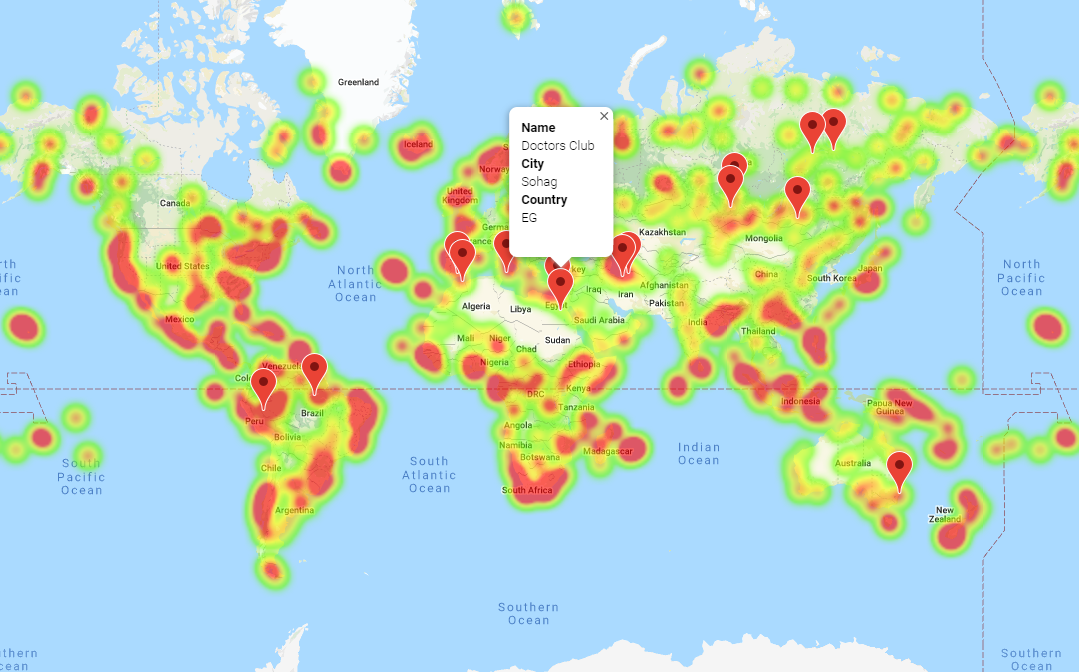 Greenland
Name
Doctors Club
City
Sohag
Country
EG
Iceland
Norway
United
Kingdom
Canada
Kazakhstan
Mongolia
United States
North
Atlantic
Ocean
Algeria
Libya
Egypt
Iraq
Iran
Afghanistan
Pakistan
China
South Korea
Japan
North
Pacific
Ocean
Mexico
Mali
Niger
Chad
Sudan
Saudi Arabia
India
Thailand
Nigeria
Ethiopia
Venezuela
DRC
Kenya
Tanzania
Indonesia
Papua New
Guinea
Brazil
Peru
Bolivia
Angola
Namibia
Botswana
Madagascar
Indian
Ocean
Chile
South
Pacific
Ocean
South
Atlantic
Ocean
Australia
South Africa
Argentina
New
Zealand
Southern
Ocean
Southern
Ocean